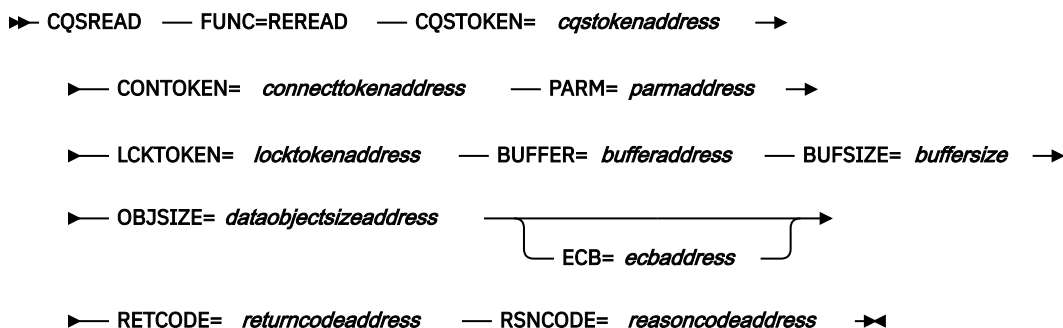 CQSREAD FUNC=REREAD CQSTOKEN= cqstokenaddress
CONTOKEN= connecttokenaddress PARM= parmaddress
LCKTOKEN= locktokenaddress BUFFER= bufferaddress BUFSIZE= buffersize
OBJSIZE= dataobjectsizeaddress
ECB= ecbaddress
RETCODE= returncodeaddress RSNCODE= reasoncodeaddress